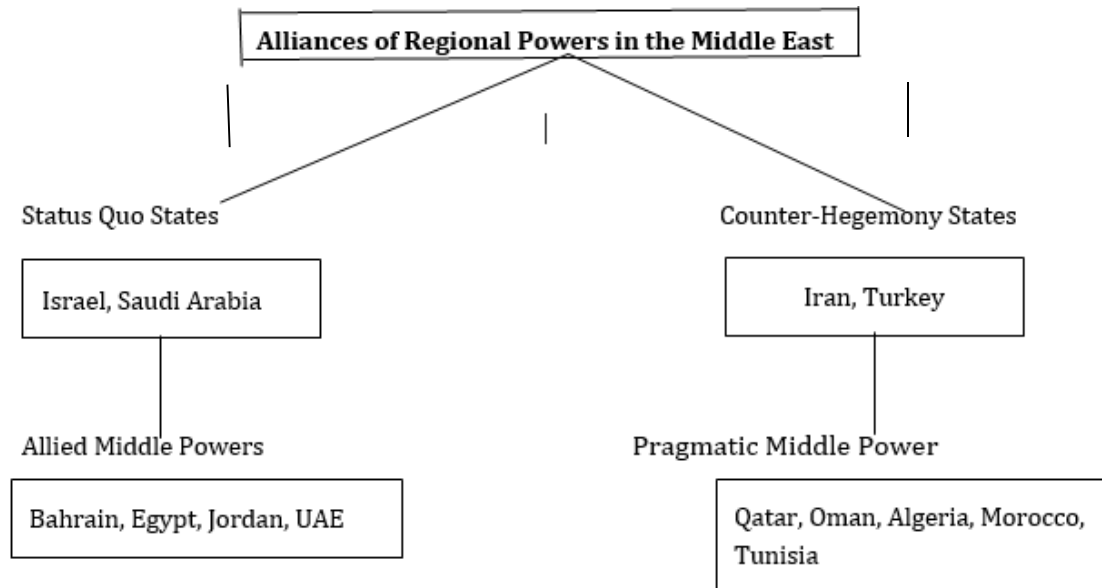 Alliances of Regional Powers in the Middle East
Status Quo States
Counter-Hegemony States
Israel, Saudi Arabia
Iran, Turkey
Allied Middle Powers
Pragmatic Middle Power
Bahrain, Egypt, Jordan, UAE
Qatar, Oman, Algeria, Morocco,
Tunisia